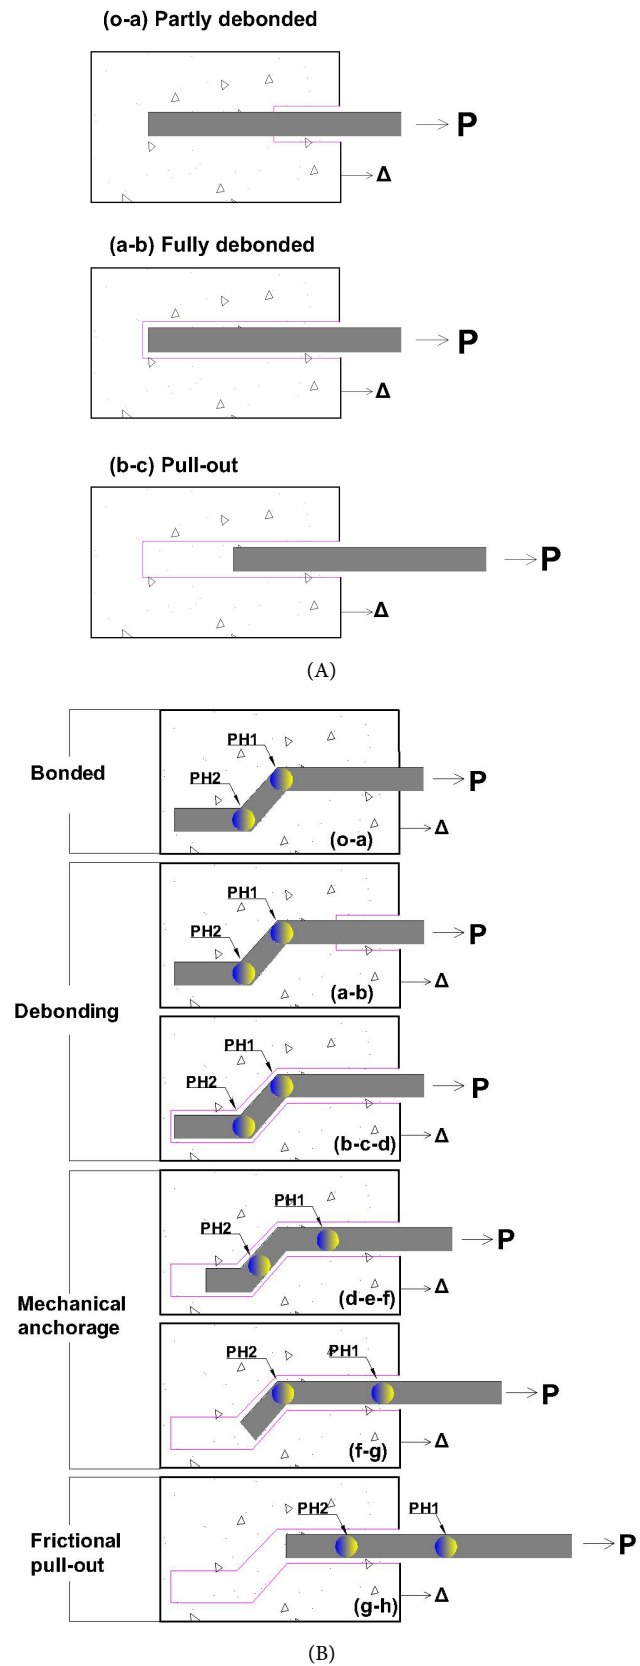 (o-a) Partly debonded
P
Δ
(a-b) Fully debonded
P
Δ
(b-c) Pull-out
P
Δ
(A)
Bonded
PH1
PH2
P
Δ
(o-a)
Debonding
PH1
PH2
P
Δ
(a-b)
PH1
PH2
P
Δ
(b-c-d)
Mechanical
anchorage
PH1
PH2
P
Δ
(d-e-f)
PH2
PH1
P
Δ
(f-g)
Frictional
pull-out
PH2
PH1
P
Δ
(g-h)
(B)